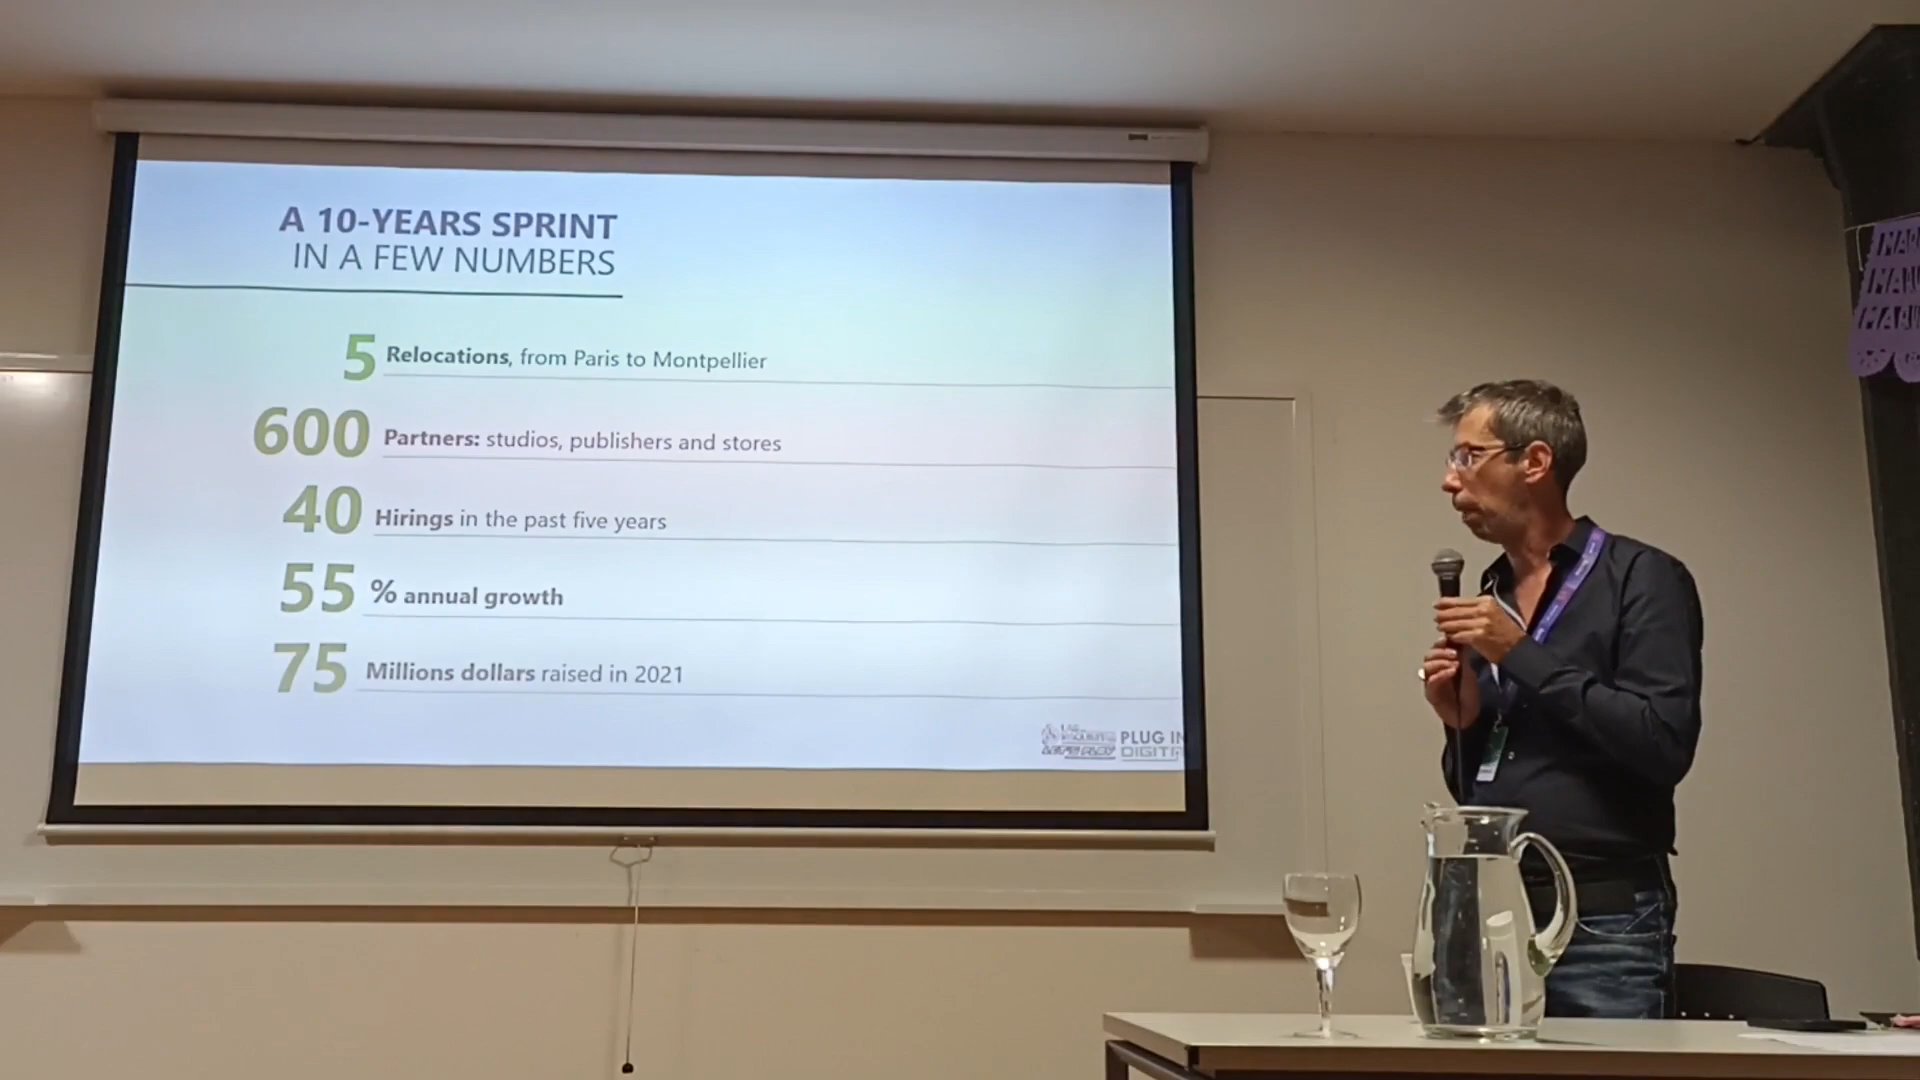 A 10-YEARS SPRINT
IN A FEW NUMBERS
5 Relocations, from Paris to Montpellier
600 Partners: studios, publishers and stores
40 Hirings in the past five years
55 % annual growth
75 Millions dollars raised in 2021
PLUG IN
DIGITA